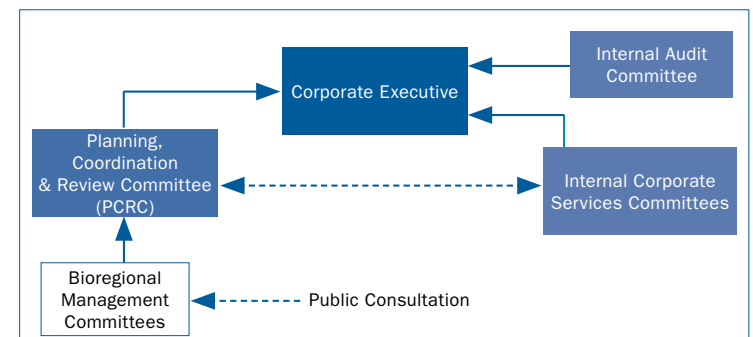 Internal Audit
Committee
Corporate Executive
Planning,
Coordination
& Review Committee
(PCRC)
Internal Corporate
Services Committees
Bioregional
Management
Committees
Public Consultation